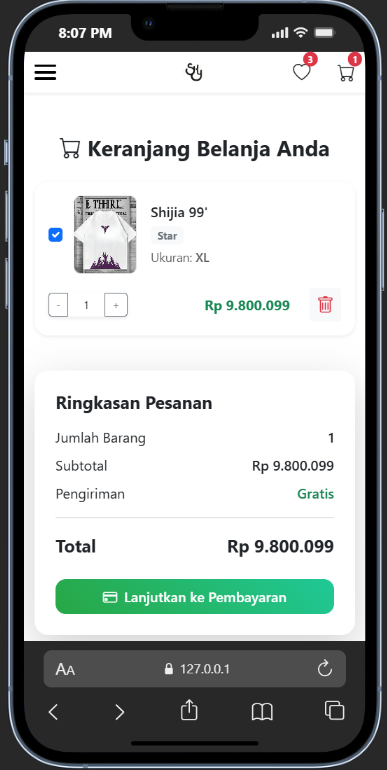 8:07 PM
3
1
Keranjang Belanja Anda
Shijia 99'
Star
Ukuran: XL
- 1 +
Rp 9.800.099
Ringkasan Pesanan
Jumlah Barang 1
Subtotal Rp 9.800.099
Pengiriman Gratis
Total Rp 9.800.099
Lanjutkan ke Pembayaran
AA 127.0.0.1